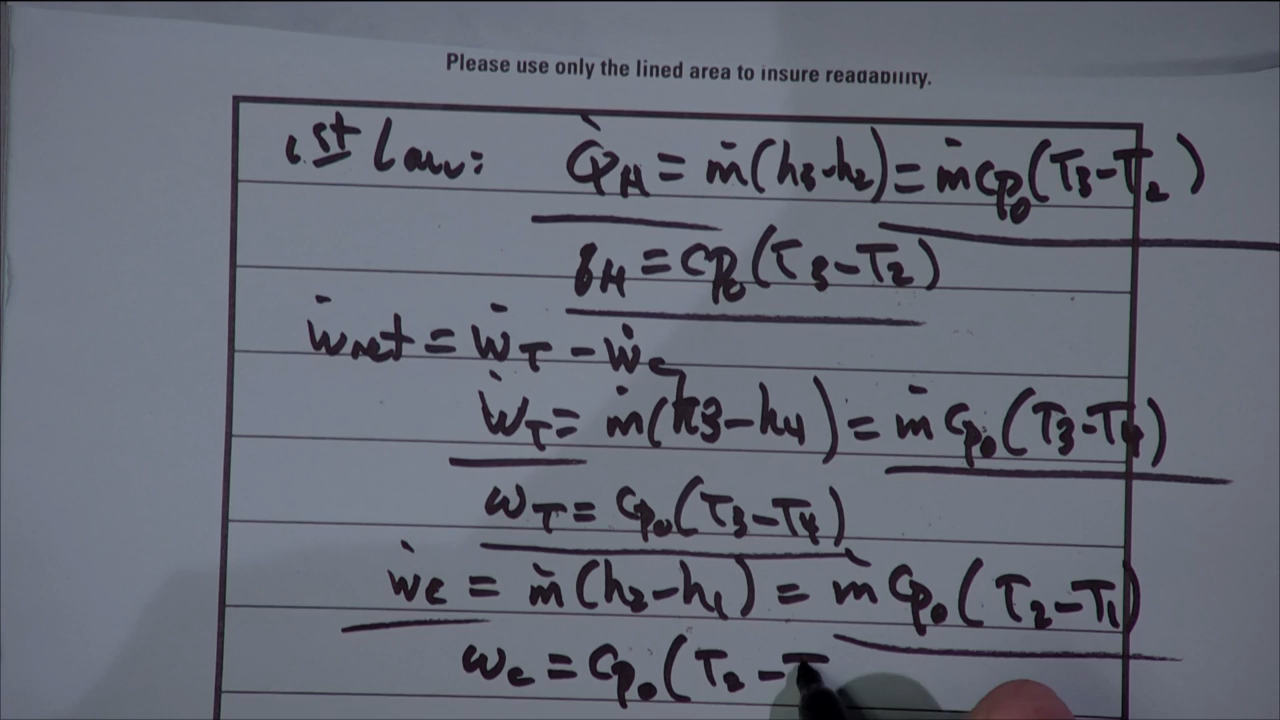 Please use only the lined area to insure readability.
1.st Law: Q̇H = ṁ(h3-h2) = ṁCp0(T3-T2)
qH = Cp0(T3-T2)
ẇnet = ẇT - ẇc
ẇT = ṁ(h3-h4) = ṁCp0(T3-T4)
wT = Cp0(T3-T4)
ẇc = ṁ(h2-h1) = ṁCp0(T2-T1)
wc = Cp0(T2-T